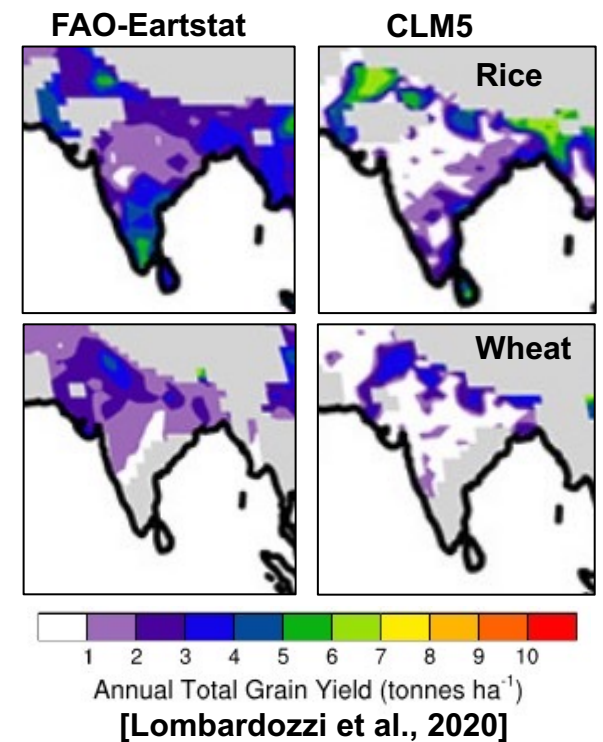 FAO-Eartstat CLM5
Rice
Wheat
1 2 3 4 5 6 7 8 9 10
Annual Total Grain Yield (tonnes ha⁻¹)
[Lombardozzi et al., 2020]